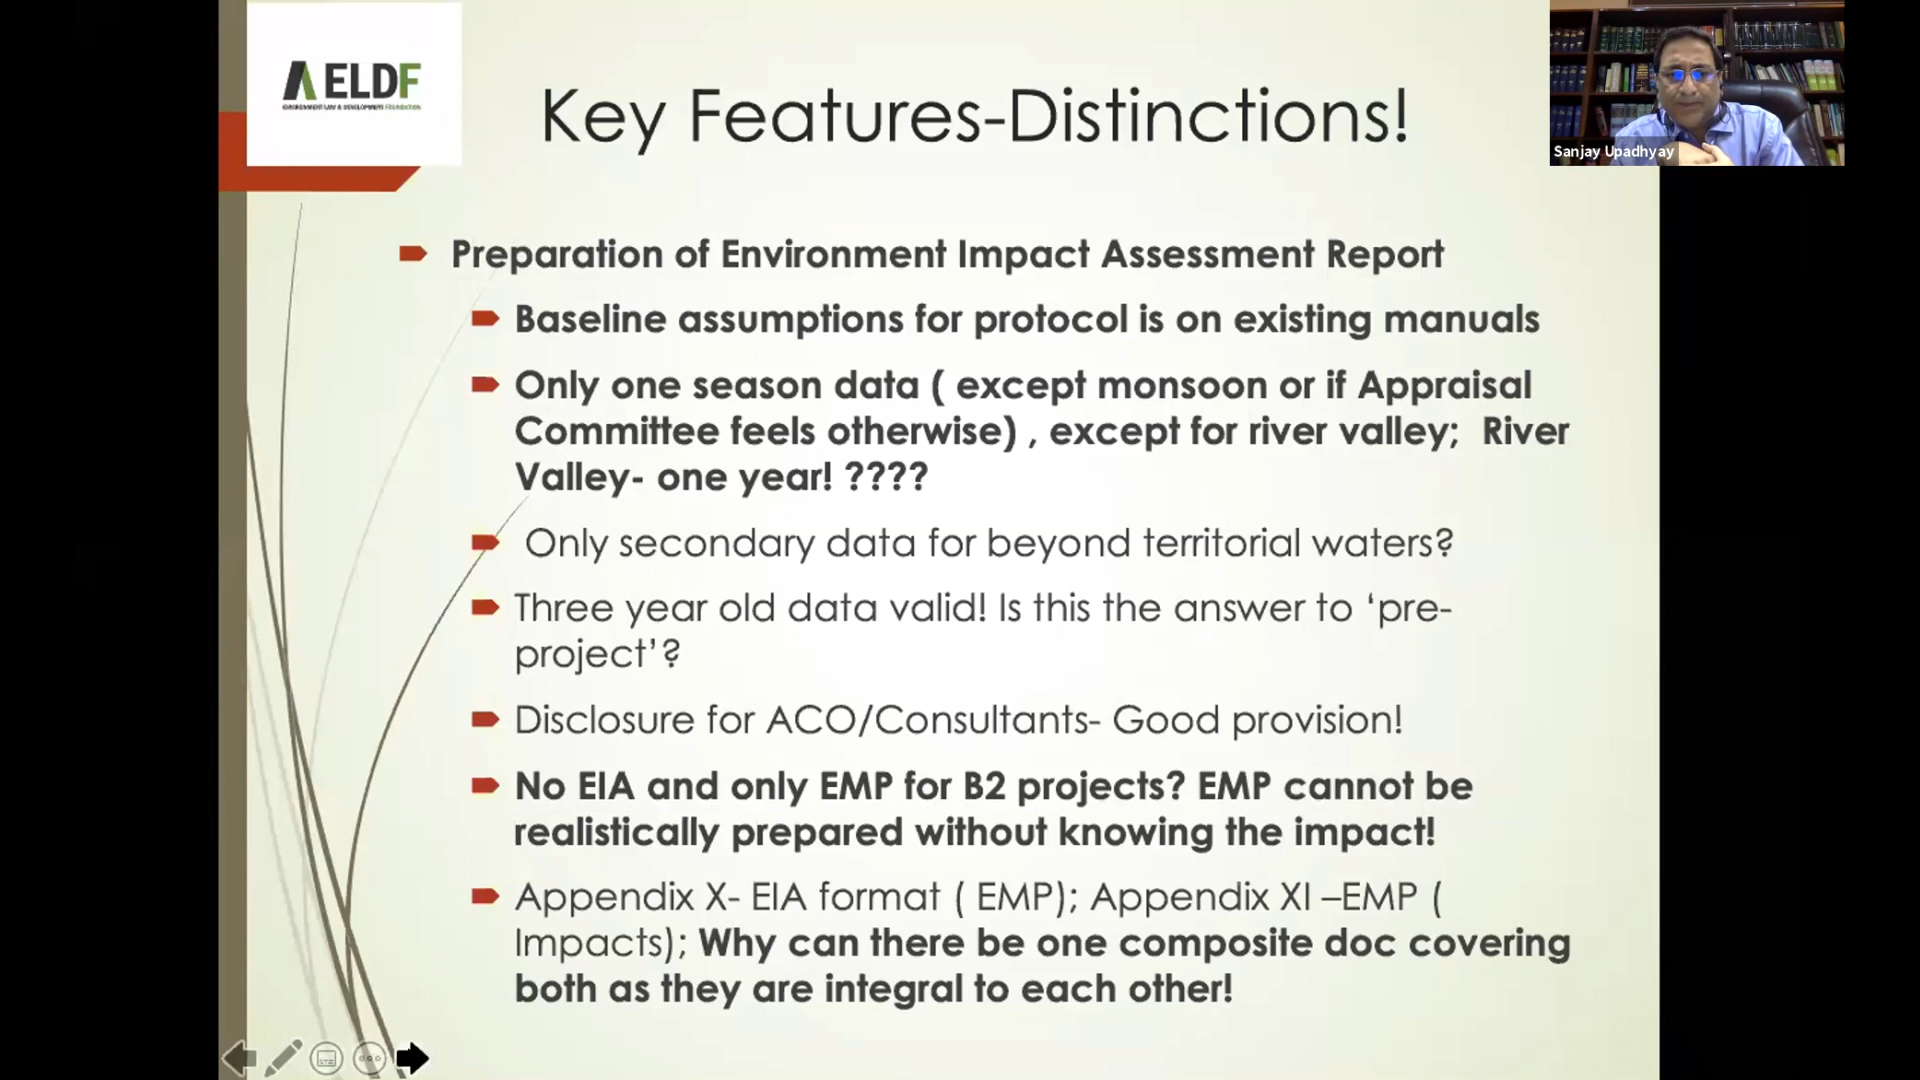 ELDF
ENVIRONMENT LAW & DEVELOPMENT FOUNDATION
Key Features-Distinctions!
Sanjay Upadhyay
Preparation of Environment Impact Assessment Report
Baseline assumptions for protocol is on existing manuals
Only one season data ( except monsoon or if Appraisal
Committee feels otherwise) , except for river valley;  River
Valley- one year! ????
Only secondary data for beyond territorial waters?
Three year old data valid! Is this the answer to ‘pre-
project’?
Disclosure for ACO/Consultants- Good provision!
No EIA and only EMP for B2 projects? EMP cannot be
realistically prepared without knowing the impact!
Appendix X- EIA format ( EMP); Appendix XI –EMP (
Impacts); Why can there be one composite doc covering
both as they are integral to each other!